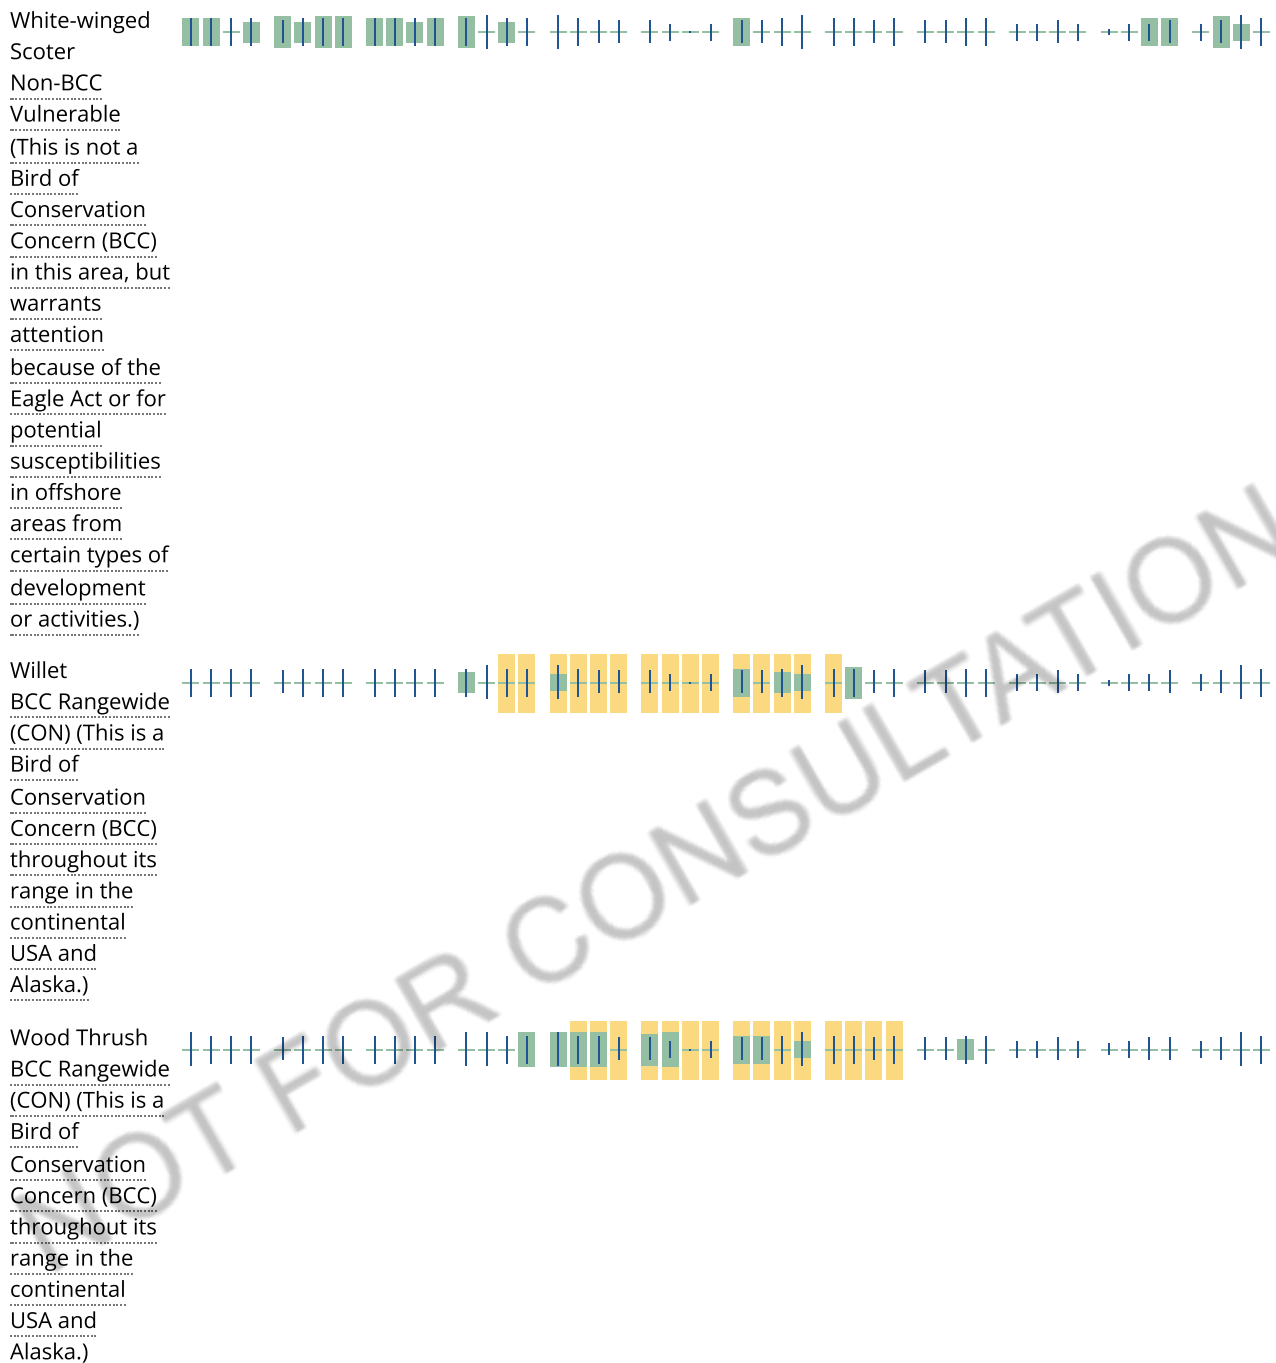 White-winged
Scoter
Non-BCC
Vulnerable
(This is not a
Bird of
Conservation
Concern (BCC)
in this area, but
warrants
attention
because of the
Eagle Act or for
potential
susceptibilities
in offshore
areas from
certain types of
development
or activities.)
Willet
BCC Rangewide
(CON) (This is a
Bird of
Conservation
Concern (BCC)
throughout its
range in the
continental
USA and
Alaska.)
Wood Thrush
BCC Rangewide
(CON) (This is a
Bird of
Conservation
Concern (BCC)
throughout its
range in the
continental
USA and
Alaska.)
NOT FOR CONSULTATION